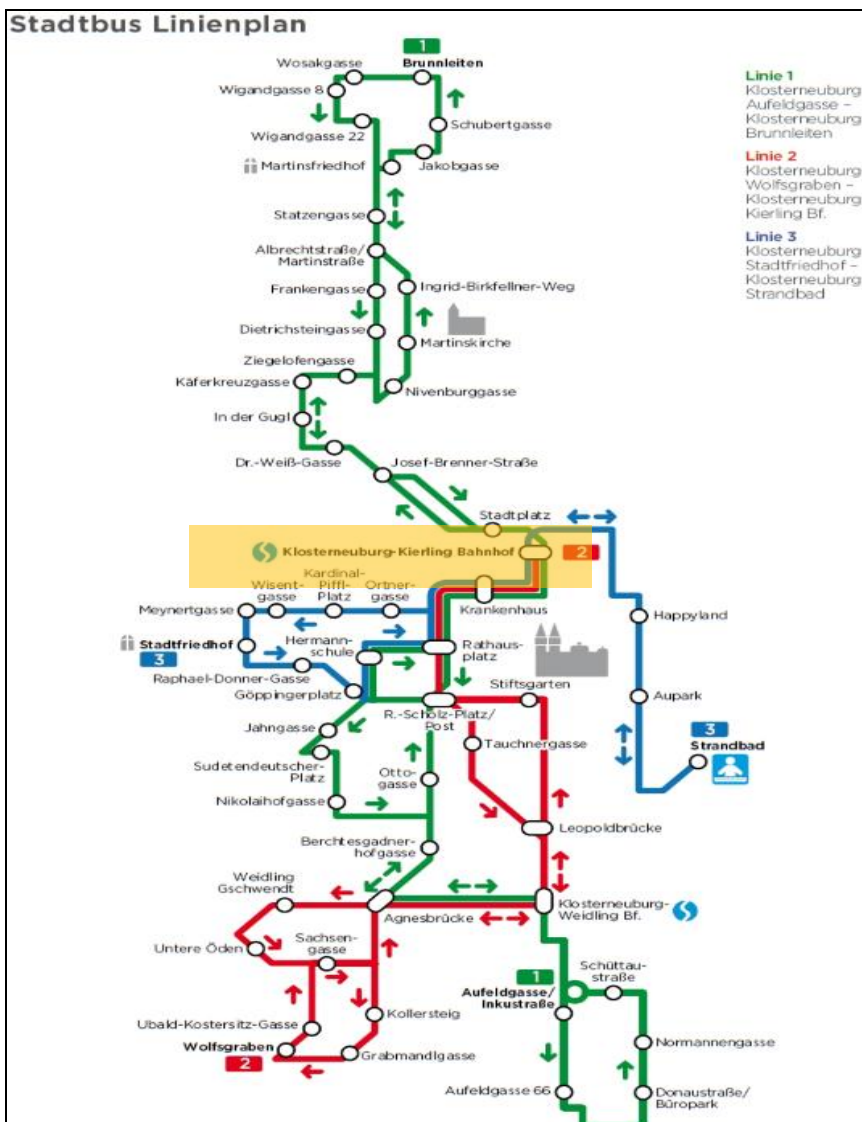 Stadtbus Linienplan
1
Brunnleiten
Wosakgasse
Wigandgasse 8
Wigandgasse 22
Schubertgasse
Martinsfriedhof
Jakobgasse
Statzengasse
Albrechtstraße/
Martinstraße
Ingrid-Birkfellner-Weg
Frankengasse
Dietrichsteingasse
Martinskirche
Ziegelofengasse
Käferkreuzgasse
Nivenburggasse
In der Gugl
Dr.-Weiß-Gasse
Josef-Brenner-Straße
Stadtplatz
Klosterneuburg-Kierling Bahnhof
2
Linie 1
Klosterneuburg
Aufeldgasse –
Klosterneuburg
Brunnleiten
Linie 2
Klosterneuburg
Wolfsgraben –
Klosterneuburg
Kierling Bf.
Linie 3
Klosterneuburg
Stadtfriedhof –
Klosterneuburg
Strandbad
Kardinal-
Piffl-
Platz
Wisent-
gasse
Ortner-
gasse
Krankenhaus
Meynertgasse
Happyland
Stadtfriedhof
3
Hermann-
schule
Rathaus-
platz
Raphael-Donner-Gasse
Göppingerplatz
Stiftsgarten
Aupark
R.-Scholz-Platz/
Post
Jahngasse
Tauchnergasse
3
Strandbad
Sudetendeutscher-
Platz
Otto-
gasse
Nikolaihofgasse
Leopoldbrücke
Berchtesgadner-
hofgasse
Weidling
Gschwendt
Agnesbrücke
Klosterneuburg-
Weidling Bf.
Untere Öden
Sachsen-
gasse
Schüttau-
straße
1
Aufeldgasse/
Inkustraße
Kollersteig
Ubald-Kostersitz-Gasse
Wolfsgraben
2
Grabmandlgasse
Normannengasse
Aufeldgasse 66
Donaustraße/
Büropark